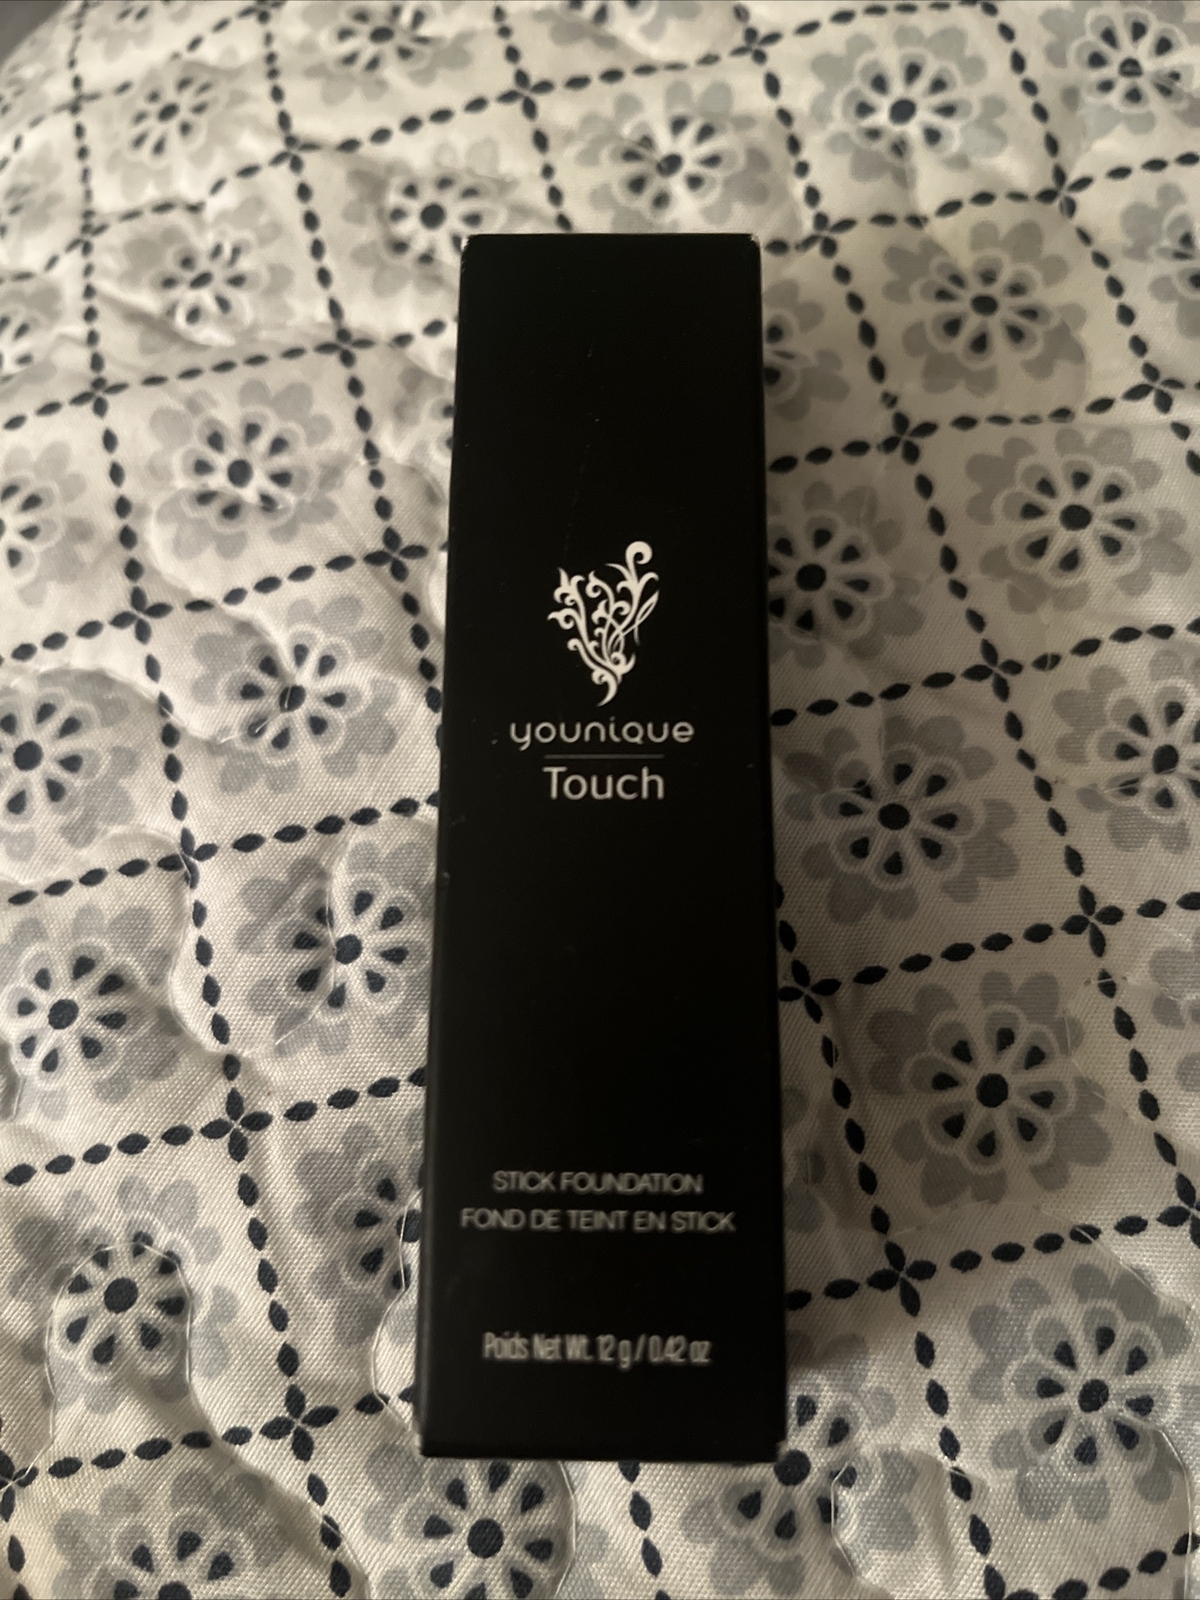 younique
Touch
STICK FOUNDATION
FOND DE TEINT EN STICK
Poids Net Wt. 12 g / 0.42 oz